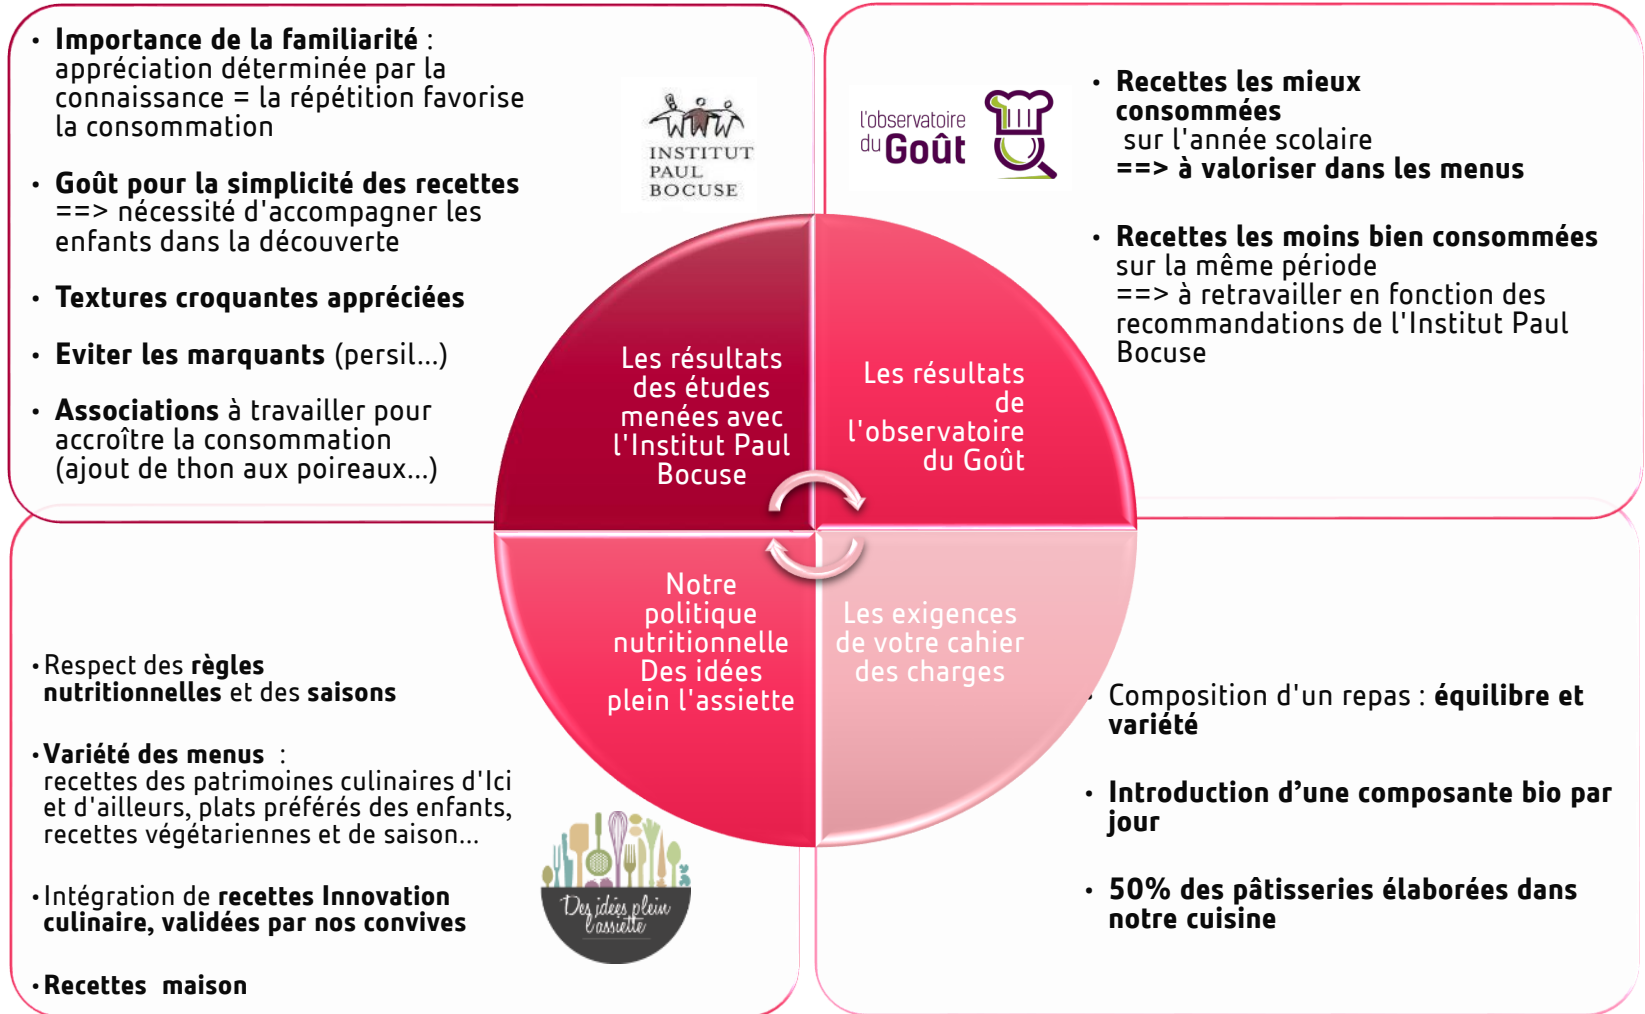 • Importance de la familiarité :
appréciation déterminée par la
connaissance = la répétition favorise
la consommation
• Goût pour la simplicité des recettes
==> nécessité d'accompagner les
enfants dans la découverte
• Textures croquantes appréciées
• Eviter les marquants (persil...)
• Associations à travailler pour
accroître la consommation
(ajout de thon aux poireaux...)
INSTITUT
PAUL
BOCUSE
l'observatoire
du Goût
• Recettes les mieux
consommées
sur l'année scolaire
==> à valoriser dans les menus
• Recettes les moins bien consommées
sur la même période
==> à retravailler en fonction des
recommandations de l'Institut Paul
Bocuse
Les résultats
des études
menées avec
l'Institut Paul
Bocuse
Les résultats
de
l'observatoire
du Goût
Notre
politique
nutritionnelle
Des idées
plein l'assiette
Les exigences
de votre cahier
des charges
• Respect des règles
nutritionnelles et des saisons
• Variété des menus :
recettes des patrimoines culinaires d'Ici
et d'ailleurs, plats préférés des enfants,
recettes végétariennes et de saison...
• Intégration de recettes Innovation
culinaire, validées par nos convives
• Recettes maison
Des idées plein
l'assiette
• Composition d'un repas : équilibre et
variété
• Introduction d’une composante bio par
jour
• 50% des pâtisseries élaborées dans
notre cuisine